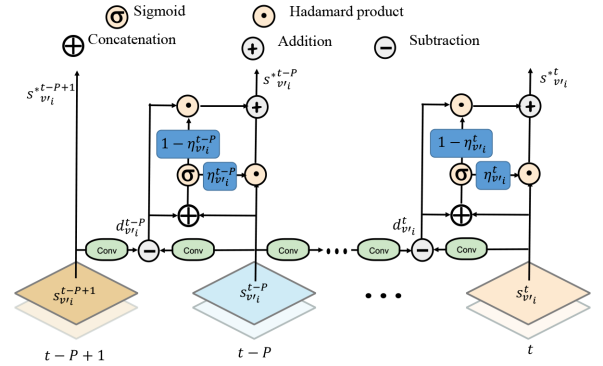 σ Sigmoid
Hadamard product
Concatenation
Addition
Subtraction
s*^{t-P+1}_{v′_i}
s*^{t-P}_{v′_i}
s*^{t}_{v′_i}
1 − η^{t-P}_{v′_i}
1 − η^{t}_{v′_i}
σ
η^{t-P}_{v′_i}
σ
η^{t}_{v′_i}
d^{t-P}_{v′_i}
d^{t}_{v′_i}
Conv
Conv
Conv
Conv
Conv
s^{t-P+1}_{v′_i}
s^{t-P}_{v′_i}
s^{t}_{v′_i}
t − P + 1
t − P
t